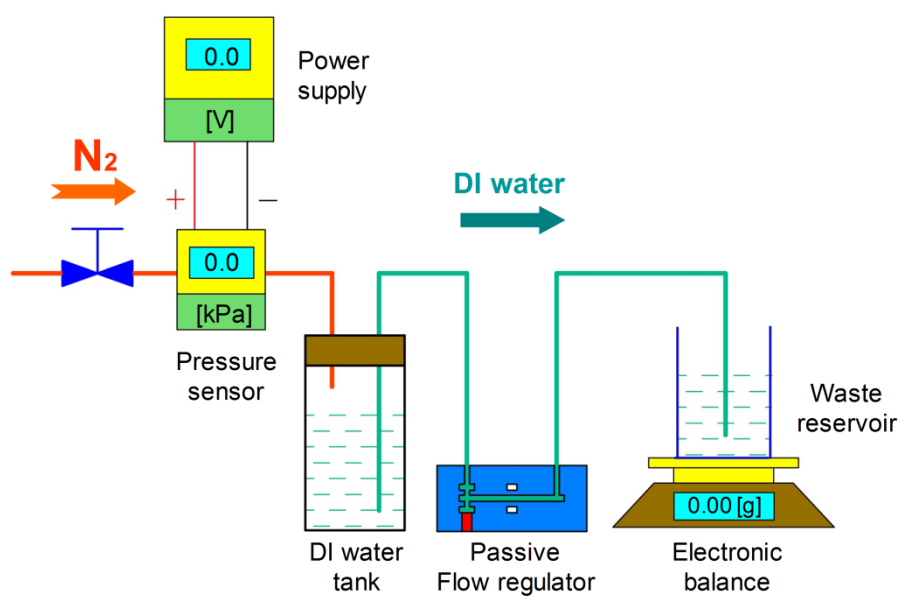 0.0
Power
supply
[V]
N₂
+
−
DI water
0.0
[kPa]
Pressure
sensor
Waste
reservoir
0.00 [g]
DI water
tank
Passive
Flow regulator
Electronic
balance